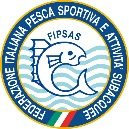 FEDERAZIONE ITALIANA PESCA SPORTIVA E ATTIVITÀ SUBACQUEE
FIPSAS